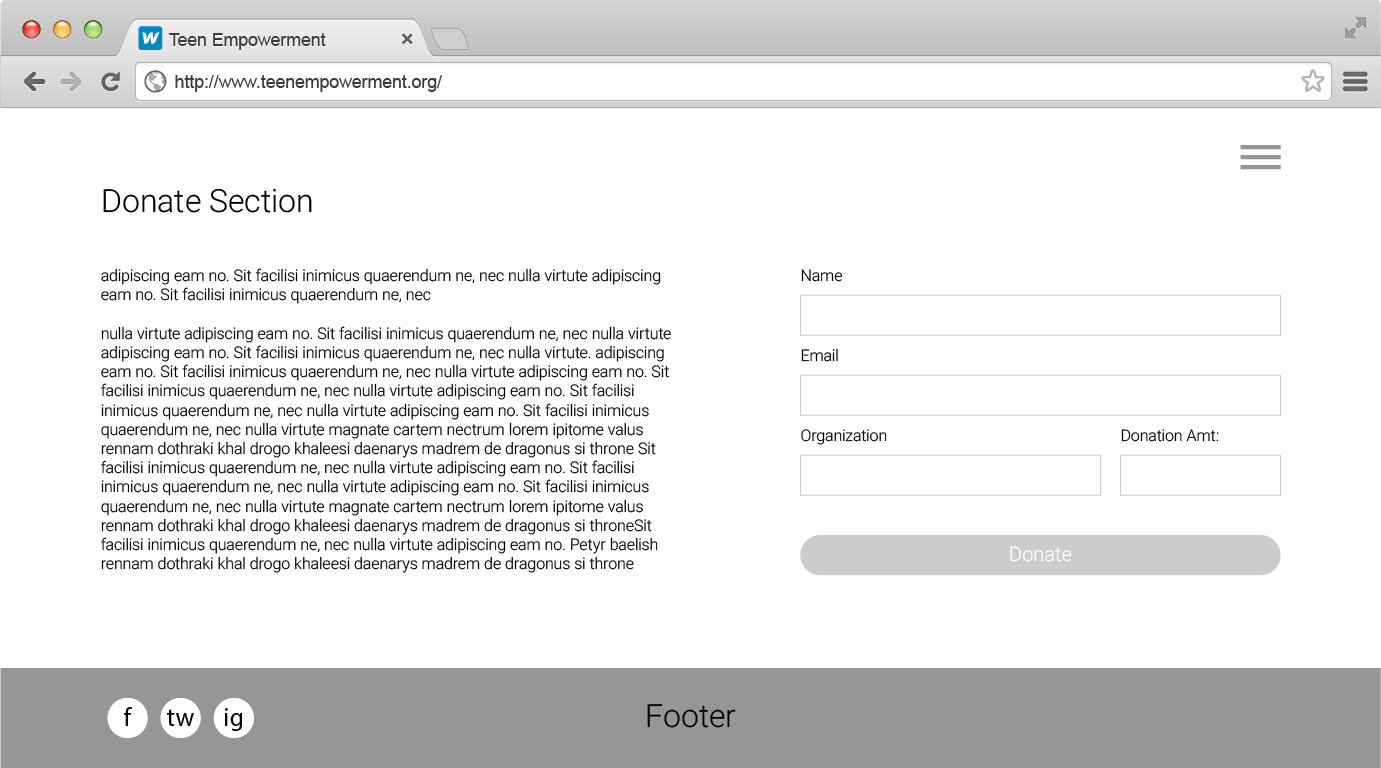 Teen Empowerment
http://www.teenempowerment.org/
Donate Section
adipiscing eam no. Sit facilisi inimicus quaerendum ne, nec nulla virtute adipiscing
eam no. Sit facilisi inimicus quaerendum ne, nec
nulla virtute adipiscing eam no. Sit facilisi inimicus quaerendum ne, nec nulla virtute
adipiscing eam no. Sit facilisi inimicus quaerendum ne, nec nulla virtute. adipiscing
eam no. Sit facilisi inimicus quaerendum ne, nec nulla virtute adipiscing eam no. Sit
facilisi inimicus quaerendum ne, nec nulla virtute adipiscing eam no. Sit facilisi
inimicus quaerendum ne, nec nulla virtute adipiscing eam no. Sit facilisi inimicus
quaerendum ne, nec nulla virtute magnate cartem nectrum lorem ipitome valus
rennam dothraki khal drogo khaleesi daenarys madrem de dragonus si throne Sit
facilisi inimicus quaerendum ne, nec nulla virtute adipiscing eam no. Sit facilisi
inimicus quaerendum ne, nec nulla virtute adipiscing eam no. Sit facilisi inimicus
quaerendum ne, nec nulla virtute magnate cartem nectrum lorem ipitome valus
rennam dothraki khal drogo khaleesi daenarys madrem de dragonus si throneSit
facilisi inimicus quaerendum ne, nec nulla virtute adipiscing eam no. Petyr baelish
rennam dothraki khal drogo khaleesi daenarys madrem de dragonus si throne
Name
Email
Organization
Donation Amt:
Donate
f
tw
ig
Footer